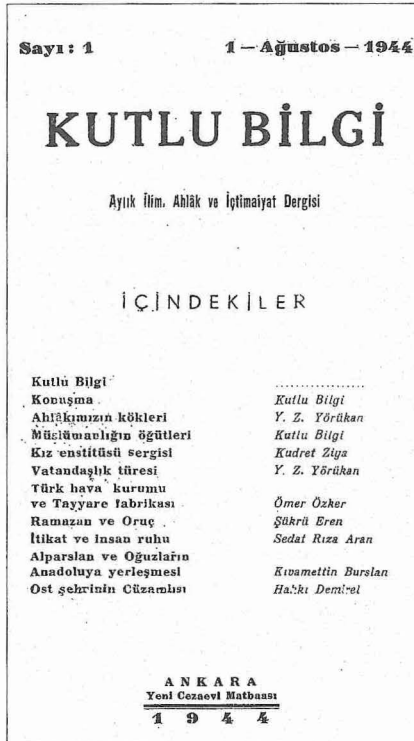 Sayı: 1 1 — Ağustos — 1944
KUTLU BİLGİ
Aylık İlim, Ahlâk ve İçtimaiyat Dergisi
İÇİNDEKİLER
Kutlu Bilgi ..................
Konuşma Kutlu Bilgi
Ahlâkımızın kökleri Y. Z. Yörükan
Müslümanlığın öğütleri Kutlu Bilgi
Kız enstitüsü sergisi Kudret Ziya
Vatandaşlık türesi Y. Z. Yörükan
Türk hava kurumu
ve Tayyare fabrikası Ömer Özker
Ramazan ve Oruç Şükrü Eren
İtikat ve insan ruhu Sedat Rıza Aran
Alparslan ve Oğuzların
Anadoluya yerleşmesi Kıvamettin Burslan
Ost şehrinin Cüzamlısı Hakkı Demirel
ANKARA
Yeni Cezaevi Matbaası
1944